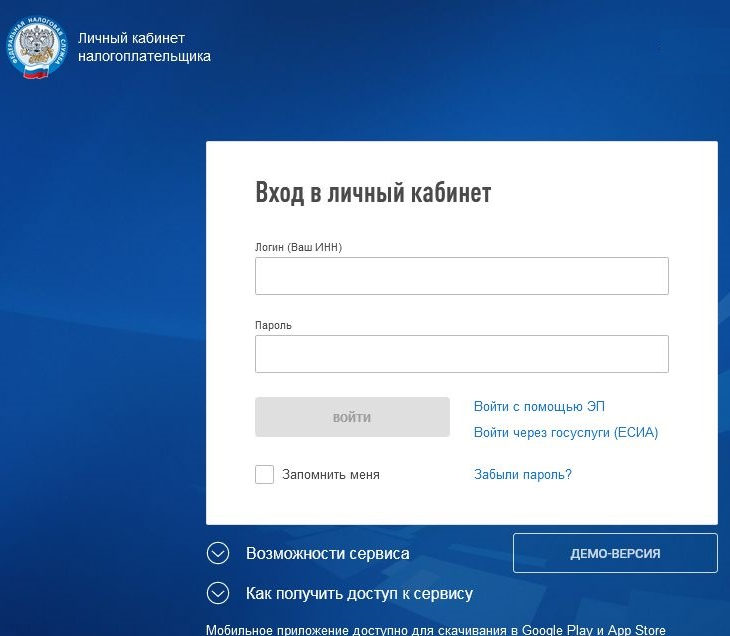 ФЕДЕРАЛЬНАЯ НАЛОГОВАЯ СЛУЖБА
Личный кабинет
налогоплательщика
Вход в личный кабинет
Логин (Ваш ИНН)
Пароль
ВОЙТИ
Войти с помощью ЭП
Войти через госуслуги (ЕСИА)
Запомнить меня
Забыли пароль?
Возможности сервиса
ДЕМО-ВЕРСИЯ
Как получить доступ к сервису
Мобильное приложение доступно для скачивания в Google Play и App Store